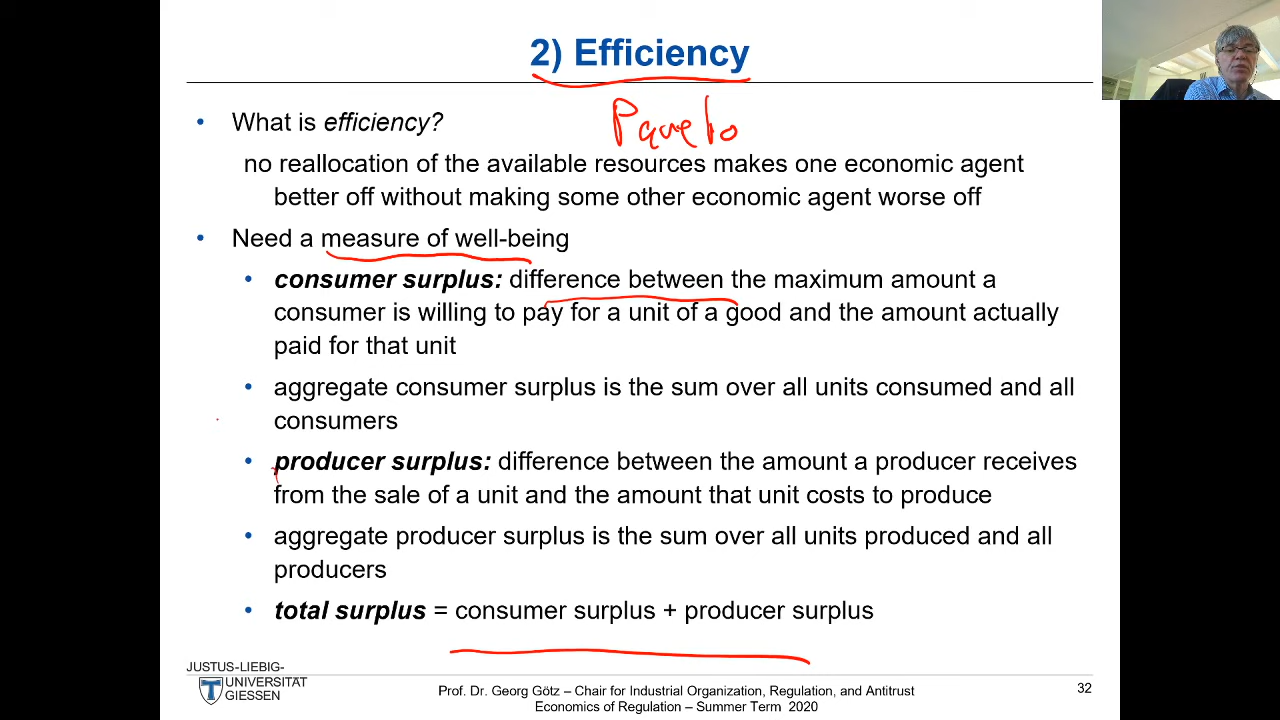 2) Efficiency
Pareto
• What is efficiency?
no reallocation of the available resources makes one economic agent
better off without making some other economic agent worse off
• Need a measure of well-being
• consumer surplus: difference between the maximum amount a
consumer is willing to pay for a unit of a good and the amount actually
paid for that unit
• aggregate consumer surplus is the sum over all units consumed and all
consumers
• producer surplus: difference between the amount a producer receives
from the sale of a unit and the amount that unit costs to produce
• aggregate producer surplus is the sum over all units produced and all
producers
• total surplus = consumer surplus + producer surplus
JUSTUS-LIEBIG-
UNIVERSITÄT
GIESSEN
Prof. Dr. Georg Götz – Chair for Industrial Organization, Regulation, and Antitrust
Economics of Regulation – Summer Term 2020
32